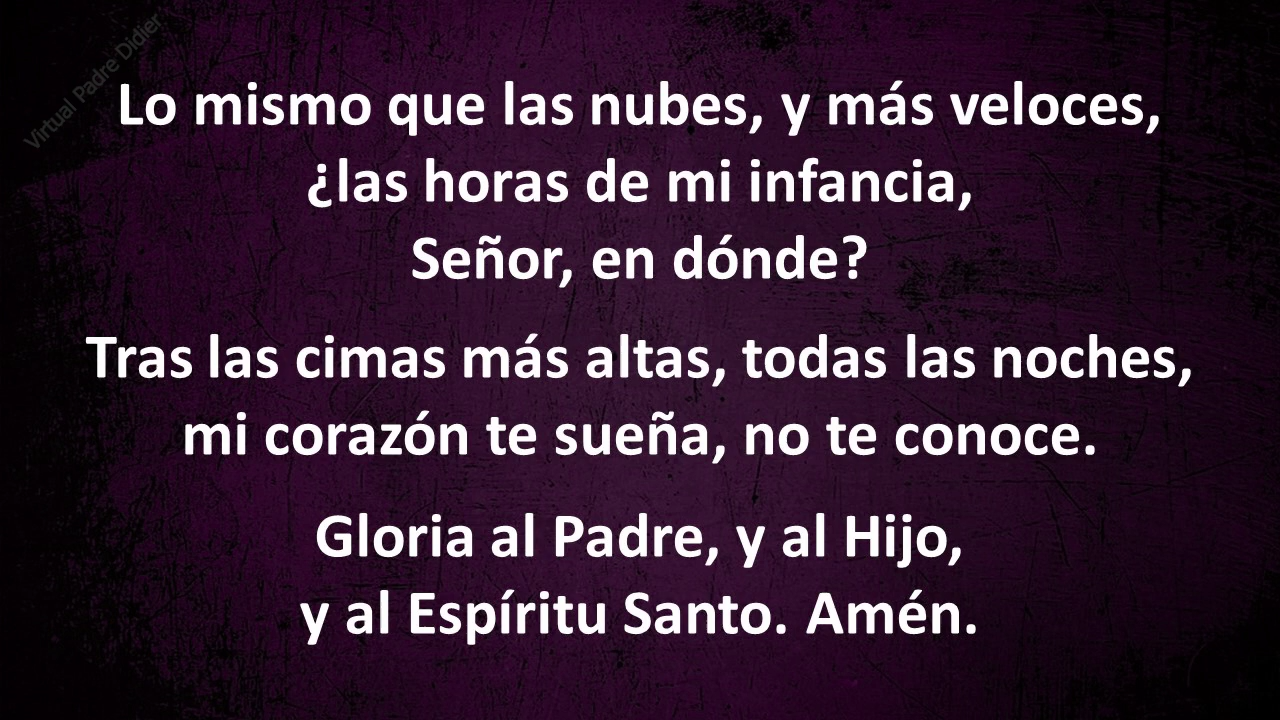 Virtual Padre Didier
Lo mismo que las nubes, y más veloces,
¿las horas de mi infancia,
Señor, en dónde?
Tras las cimas más altas, todas las noches,
mi corazón te sueña, no te conoce.
Gloria al Padre, y al Hijo,
y al Espíritu Santo. Amén.